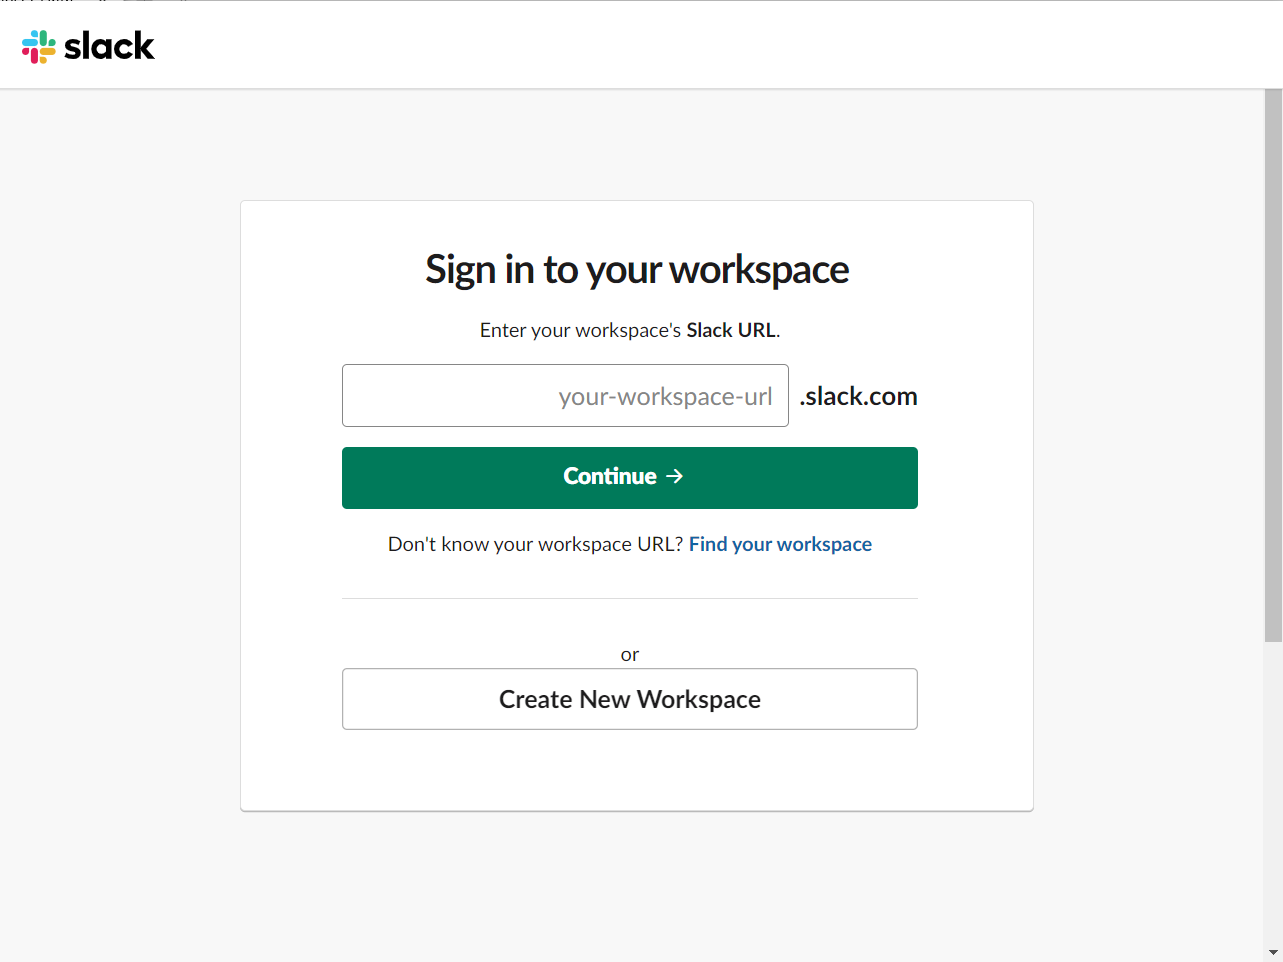 slack
Sign in to your workspace
Enter your workspace's Slack URL.
your-workspace-url .slack.com
Continue →
Don't know your workspace URL? Find your workspace
or
Create New Workspace